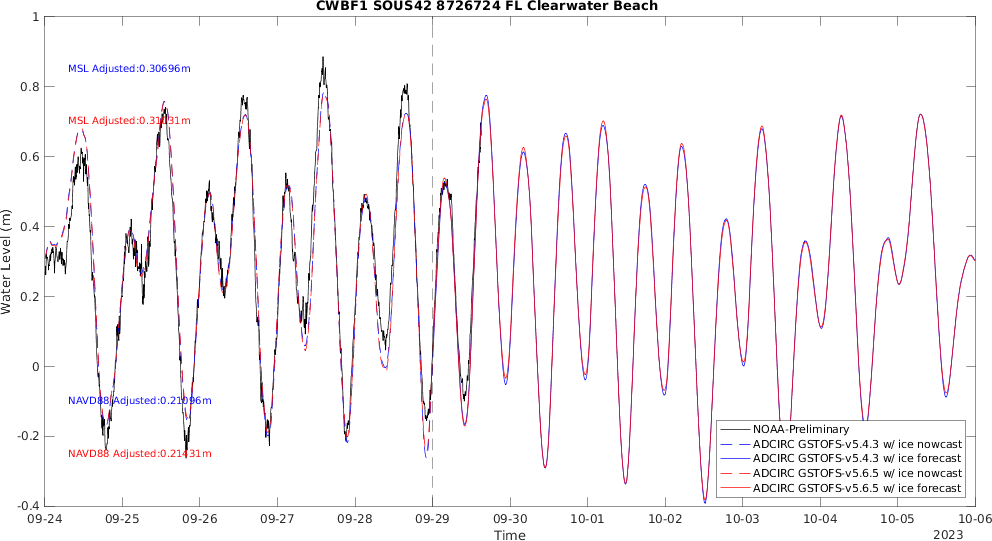 CWBF1 SOUS42 8726724 FL Clearwater Beach
1
0.8
0.6
0.4
0.2
0
-0.2
-0.4
Water Level (m)
MSL Adjusted:0.30696m
MSL Adjusted:0.31031m
NAVD88 Adjusted:0.21096m
NAVD88 Adjusted:0.21431m
NOAA-Preliminary
ADCIRC GSTOFS-v5.4.3 w/ ice nowcast
ADCIRC GSTOFS-v5.4.3 w/ ice forecast
ADCIRC GSTOFS-v5.6.5 w/ ice nowcast
ADCIRC GSTOFS-v5.6.5 w/ ice forecast
09-24 09-25 09-26 09-27 09-28 09-29 09-30 10-01 10-02 10-03 10-04 10-05 10-06
Time
2023